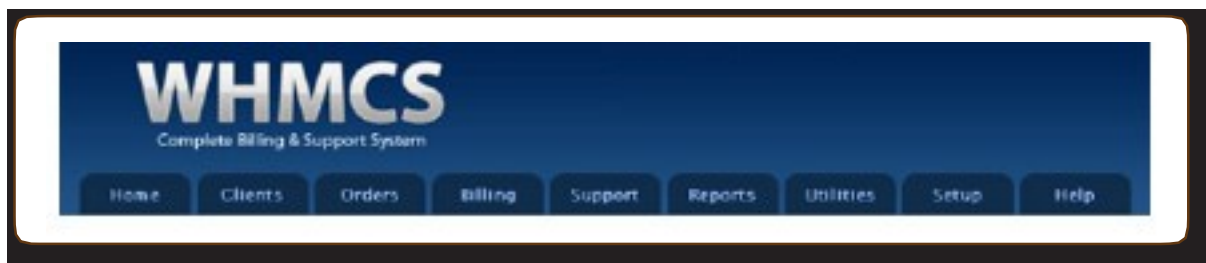 WHMCS
Complete Billing & Support System
Home Clients Orders Billing Support Reports Utilities Setup Help